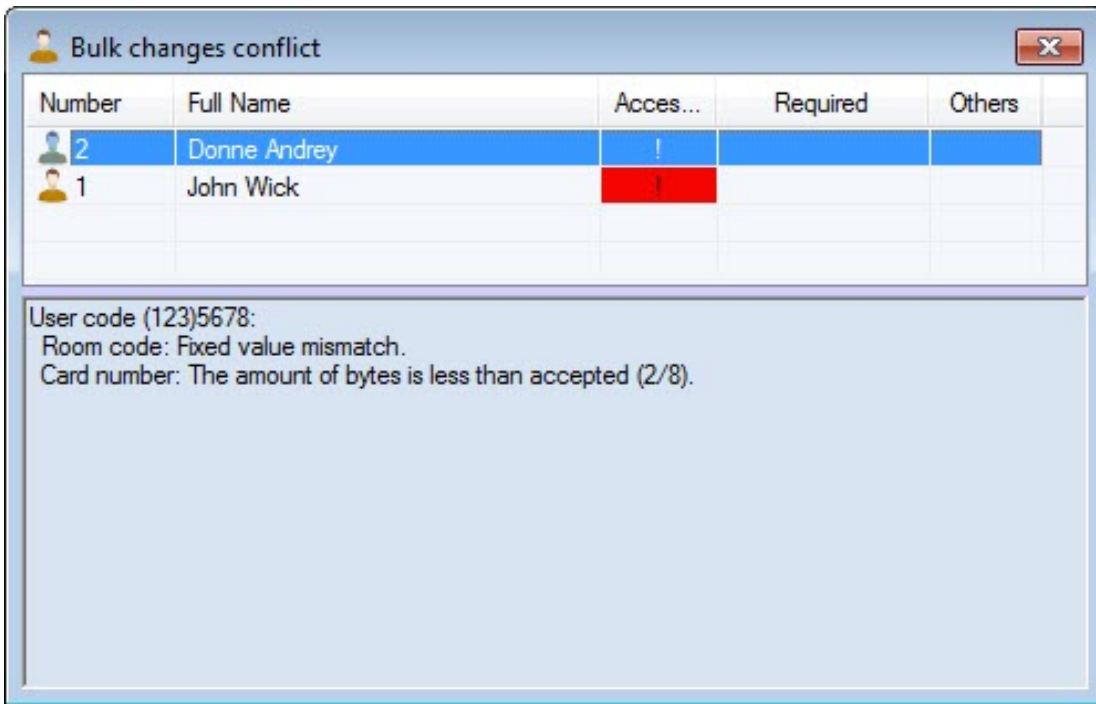 Bulk changes conflict
Number Full Name Acces... Required Others
2 Donne Andrey !
1 John Wick !
User code (123)5678:
Room code: Fixed value mismatch.
Card number: The amount of bytes is less than accepted (2/8).